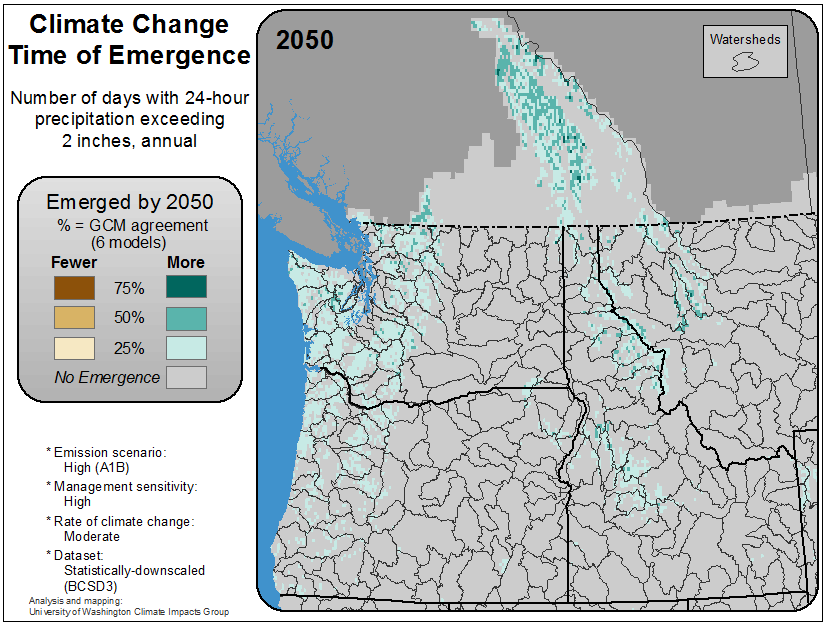 Climate Change
Time of Emergence
Number of days with 24-hour
precipitation exceeding
2 inches, annual
Emerged by 2050
% = GCM agreement
(6 models)
Fewer More
75%
50%
25%
No Emergence
* Emission scenario:
High (A1B)
* Management sensitivity:
High
* Rate of climate change:
Moderate
* Dataset:
Statistically-downscaled
(BCSD3)
Analysis and mapping:
University of Washington Climate Impacts Group
2050
Watersheds